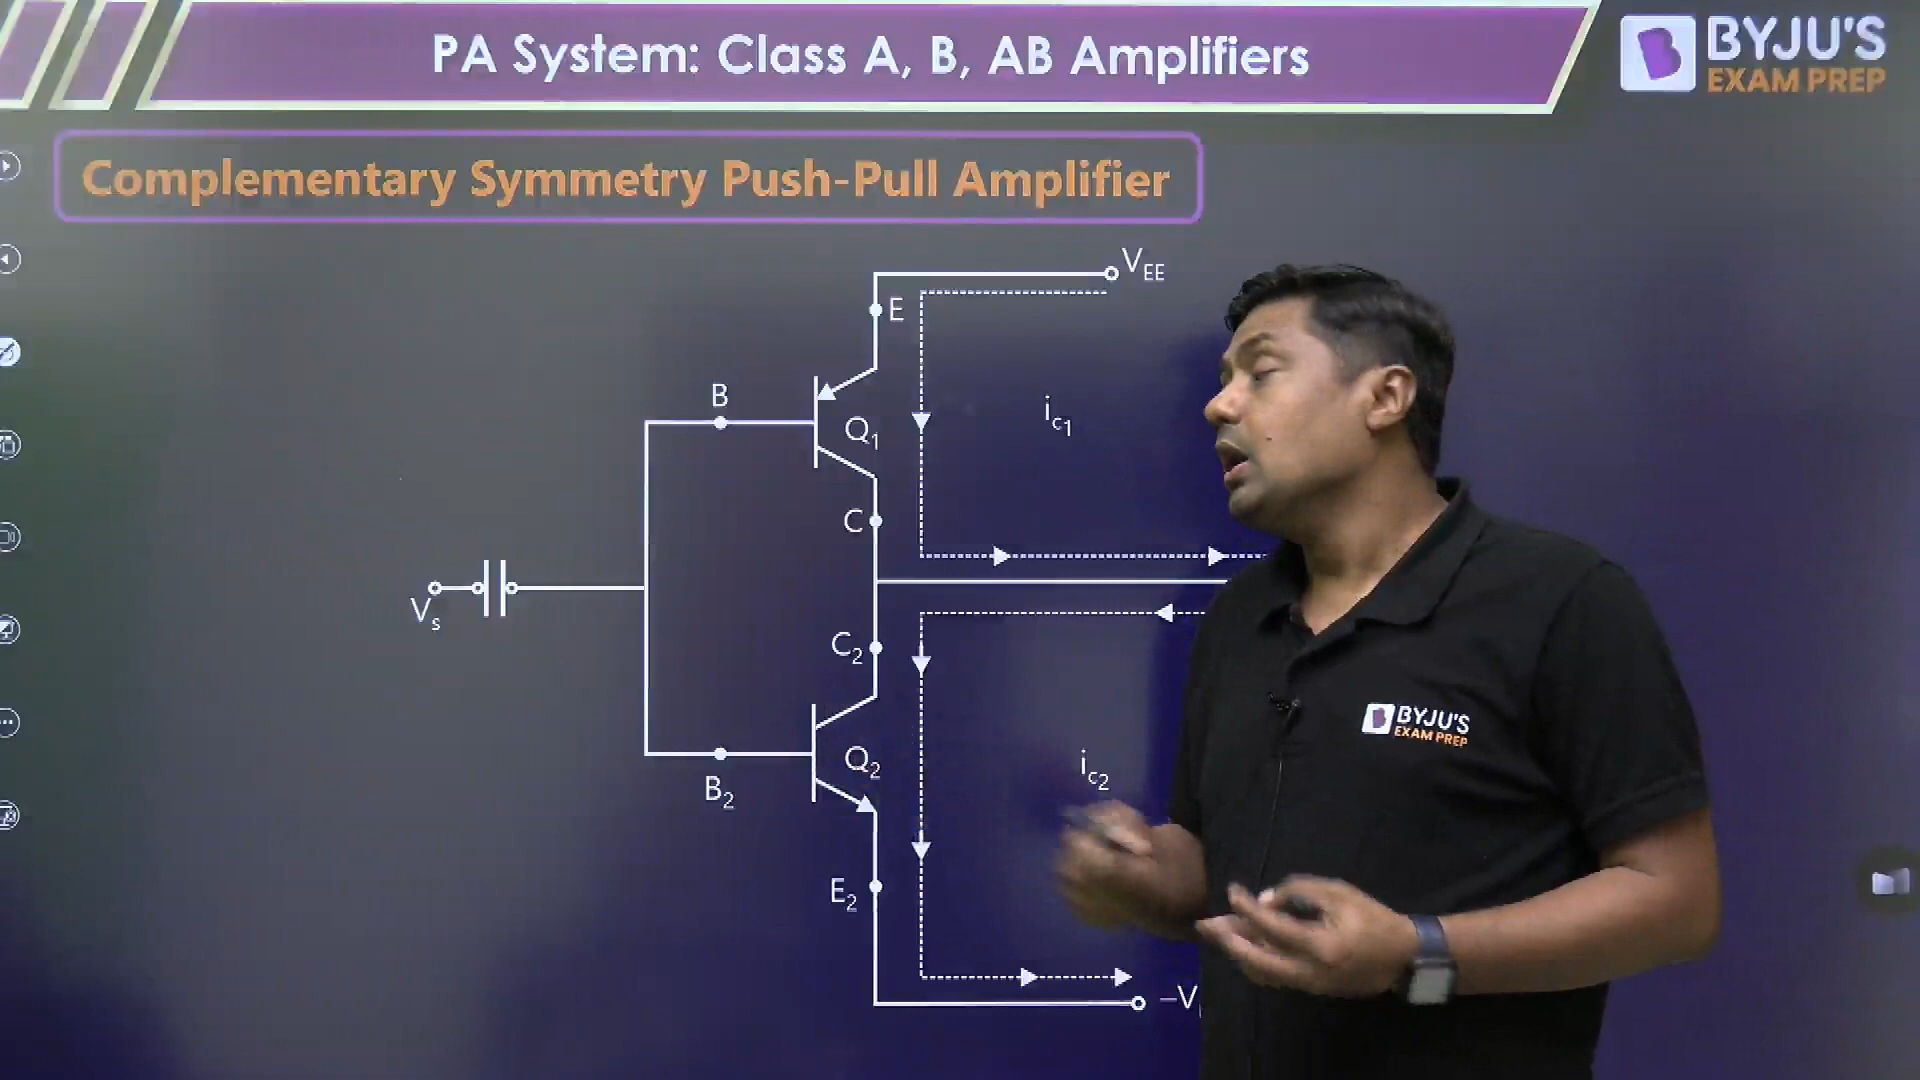 PA System: Class A, B, AB Amplifiers
BYJU'S
EXAM PREP
Complementary Symmetry Push-Pull Amplifier
VEE
E
B
Q1
ic1
C
Vs
C2
Q2
ic2
B2
E2
–V
BYJU'S
EXAM PREP